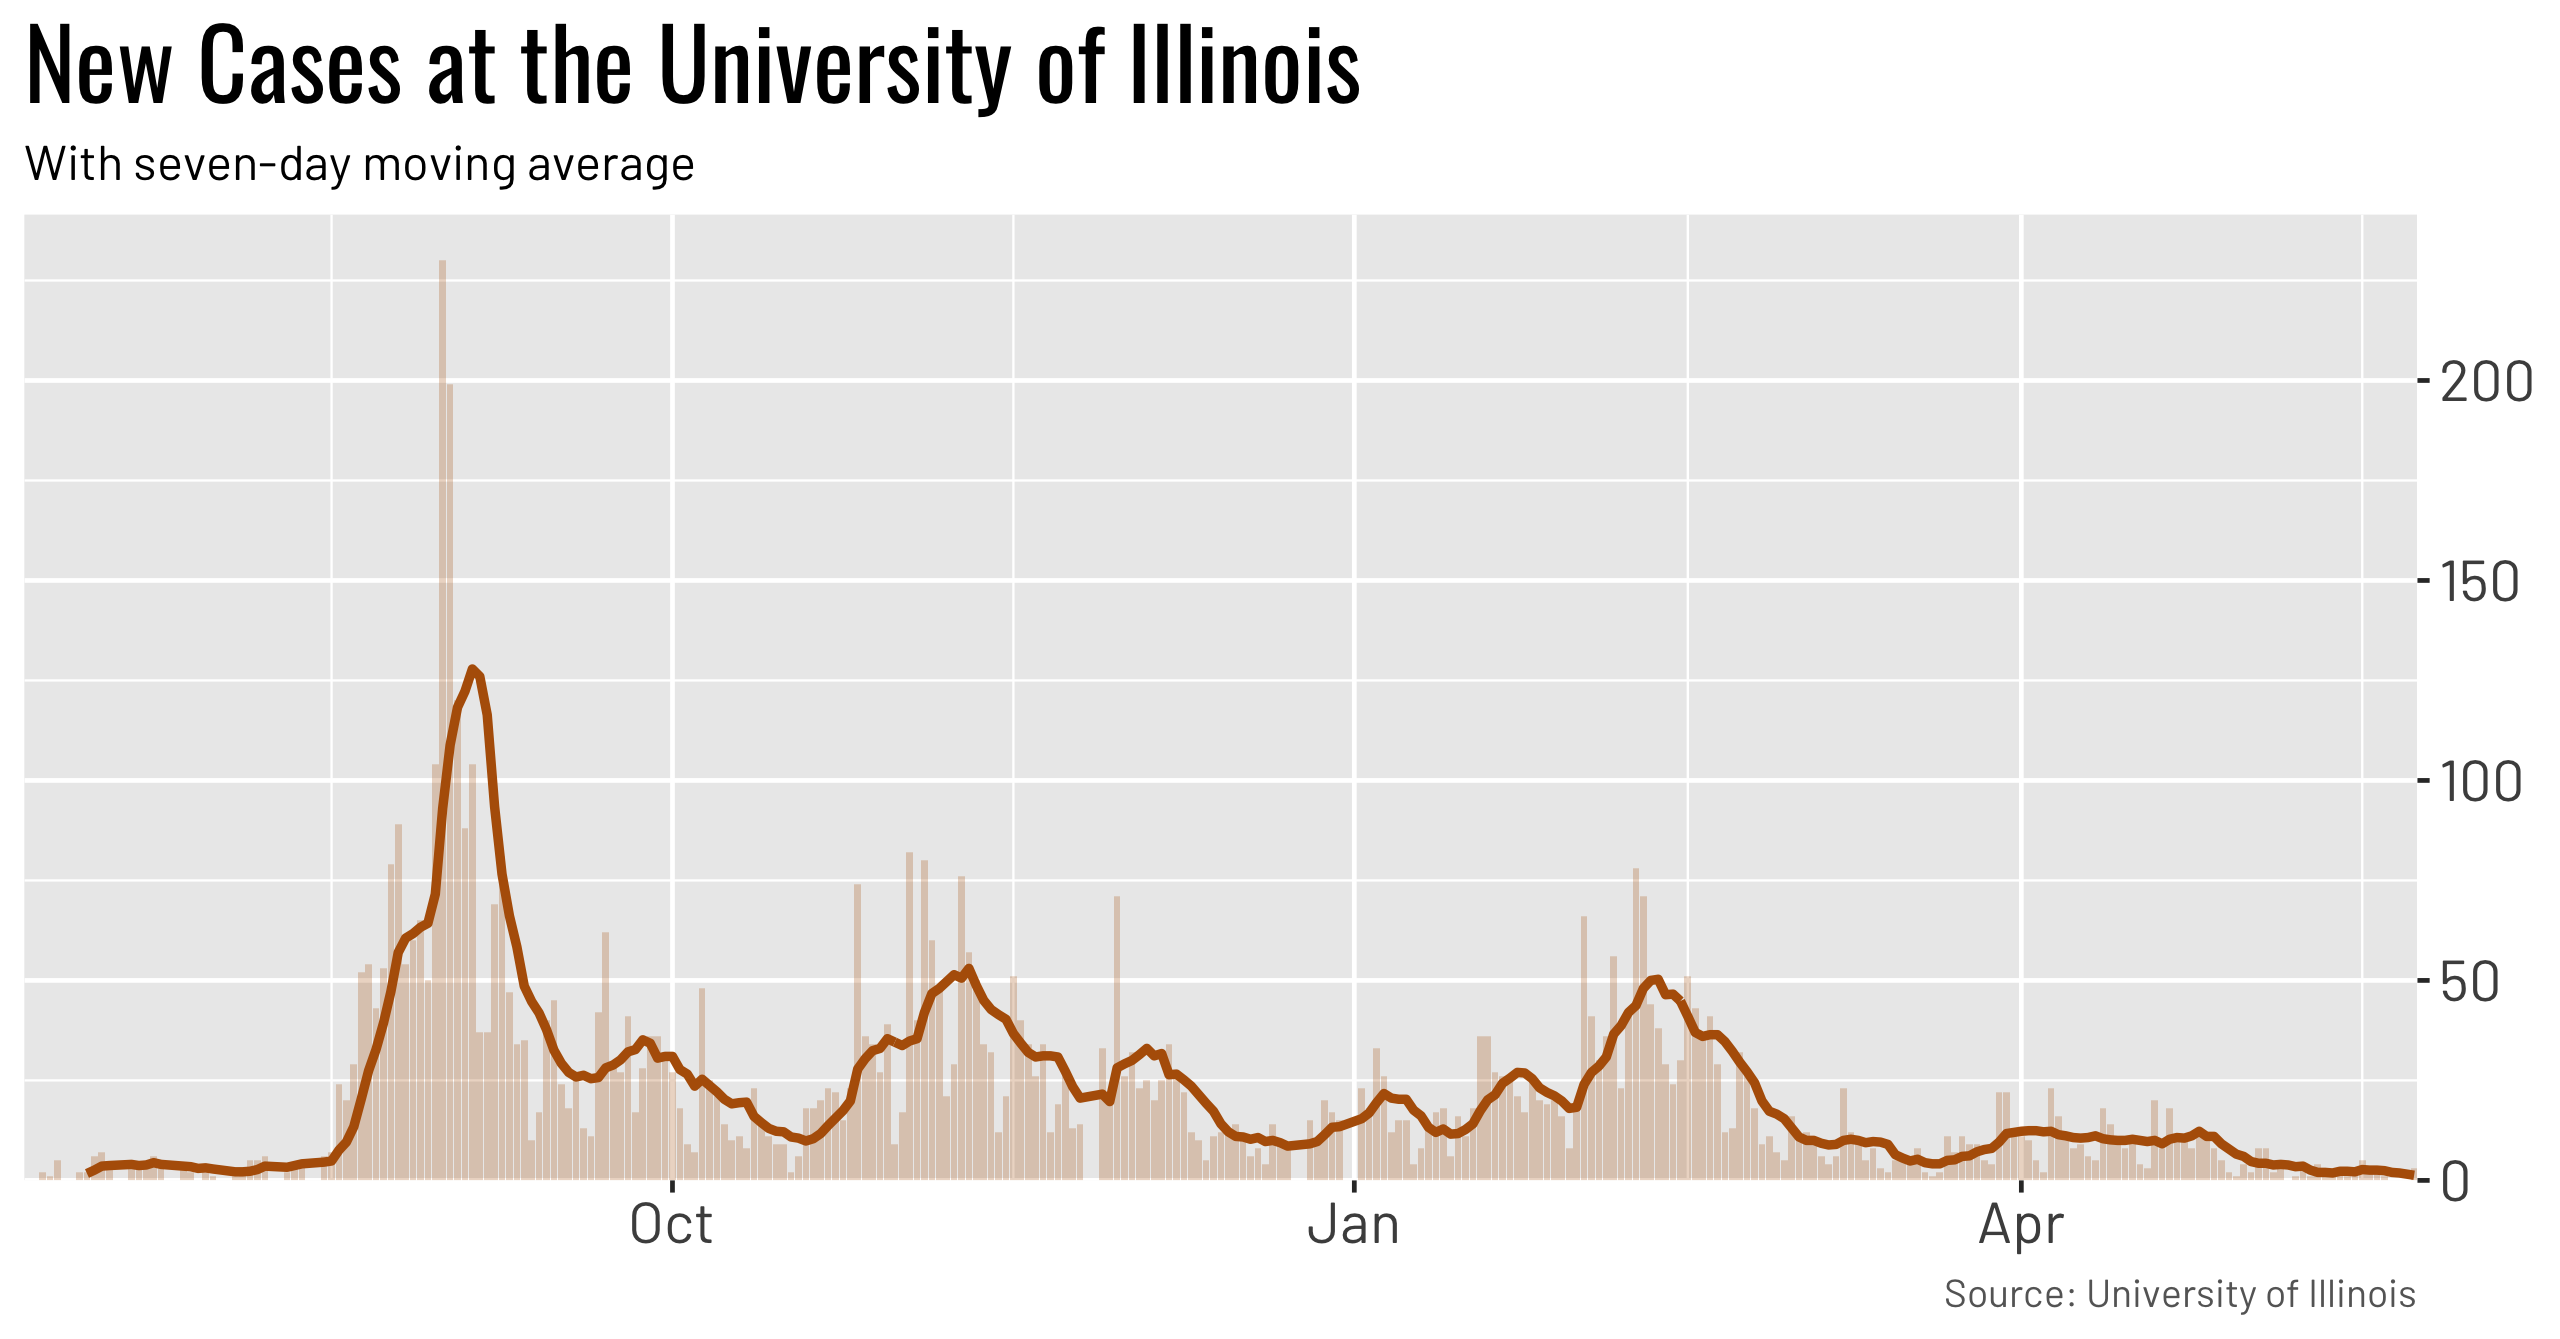 New Cases at the University of Illinois
With seven-day moving average
200
150
100
50
0
Oct Jan Apr
Source: University of Illinois